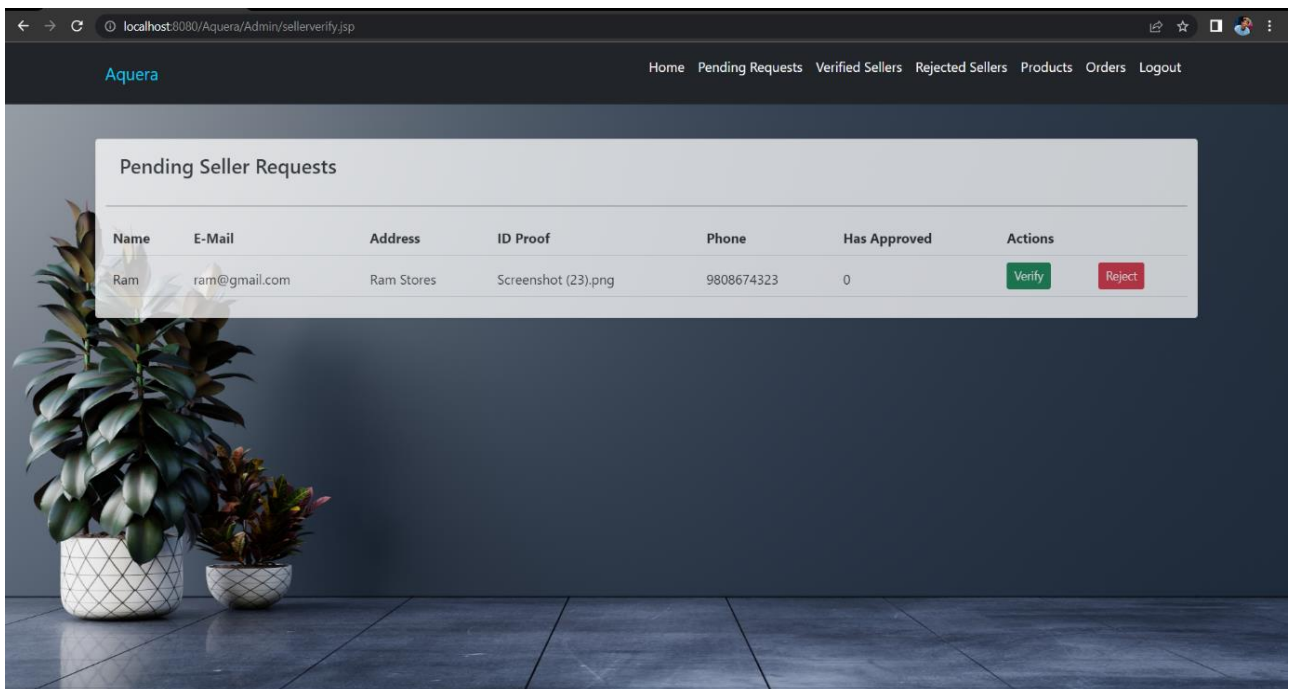 localhost:8080/Aquera/Admin/sellerverify.jsp
Aquera Home Pending Requests Verified Sellers Rejected Sellers Products Orders Logout
Pending Seller Requests
Name E-Mail Address ID Proof Phone Has Approved Actions
Ram ram@gmail.com Ram Stores Screenshot (23).png 9808674323 0 Verify Reject